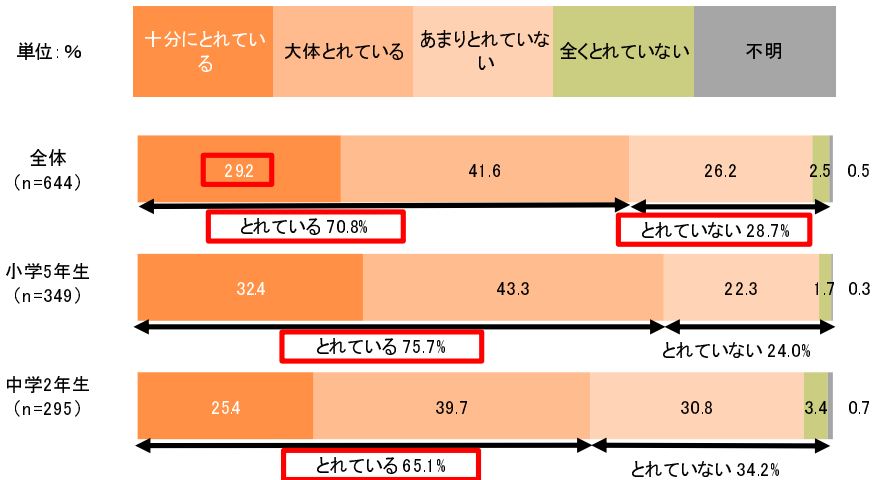 単位：％
十分にとれてい
る
大体とれている
あまりとれていな
い
全くとれていない
不明
全体
（n=644）
29.2
41.6
26.2
2.5
0.5
とれている 70.8%
とれていない 28.7%
小学5年生
（n=349）
32.4
43.3
22.3
1.7
0.3
とれている 75.7%
とれていない 24.0%
中学2年生
（n=295）
25.4
39.7
30.8
3.4
0.7
とれている 65.1%
とれていない 34.2%